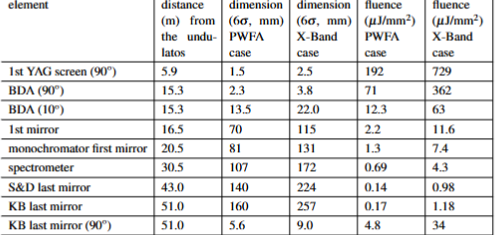 element distance dimension dimension fluence fluence
(m) from (6σ, mm) (6σ, mm) (μJ/mm²) (μJ/mm²)
the undu- PWFA X-Band PWFA X-Band
latos case case case case
1st YAG screen (90°) 5.9 1.5 2.5 192 729
BDA (90°) 15.3 2.3 3.8 71 362
BDA (10°) 15.3 13.5 22.0 12.3 63
1st mirror 16.5 70 115 2.2 11.6
monochromator first mirror 20.5 81 131 1.3 7.4
spectrometer 30.5 107 172 0.69 4.3
S&D last mirror 43.0 140 224 0.14 0.98
KB last mirror 51.0 160 257 0.17 1.18
KB last mirror (90°) 51.0 5.6 9.0 4.8 34